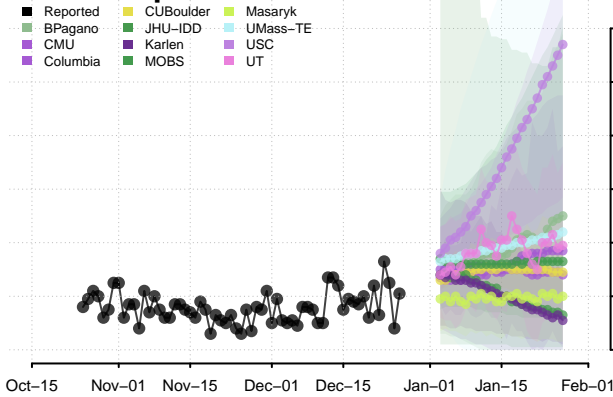 Reported CUBoulder Masaryk
BPagano JHU−IDD UMass−TE
CMU Karlen USC
Columbia MOBS UT
Oct−15 Nov−01 Nov−15 Dec−01 Dec−15 Jan−01 Jan−15 Feb−01